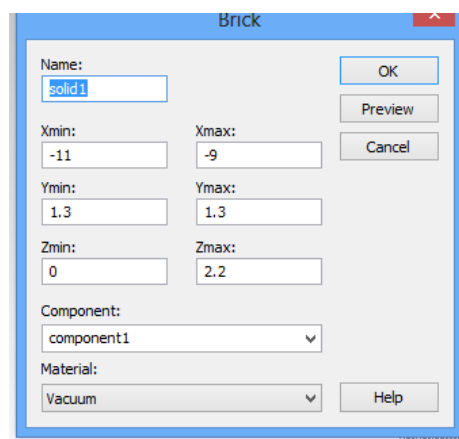 Brick
Name:
OK
solid1
Preview
Xmin:
Xmax:
Cancel
-11
-9
Ymin:
Ymax:
1.3
1.3
Zmin:
Zmax:
0
2.2
Component:
component1
Material:
Vacuum
Help